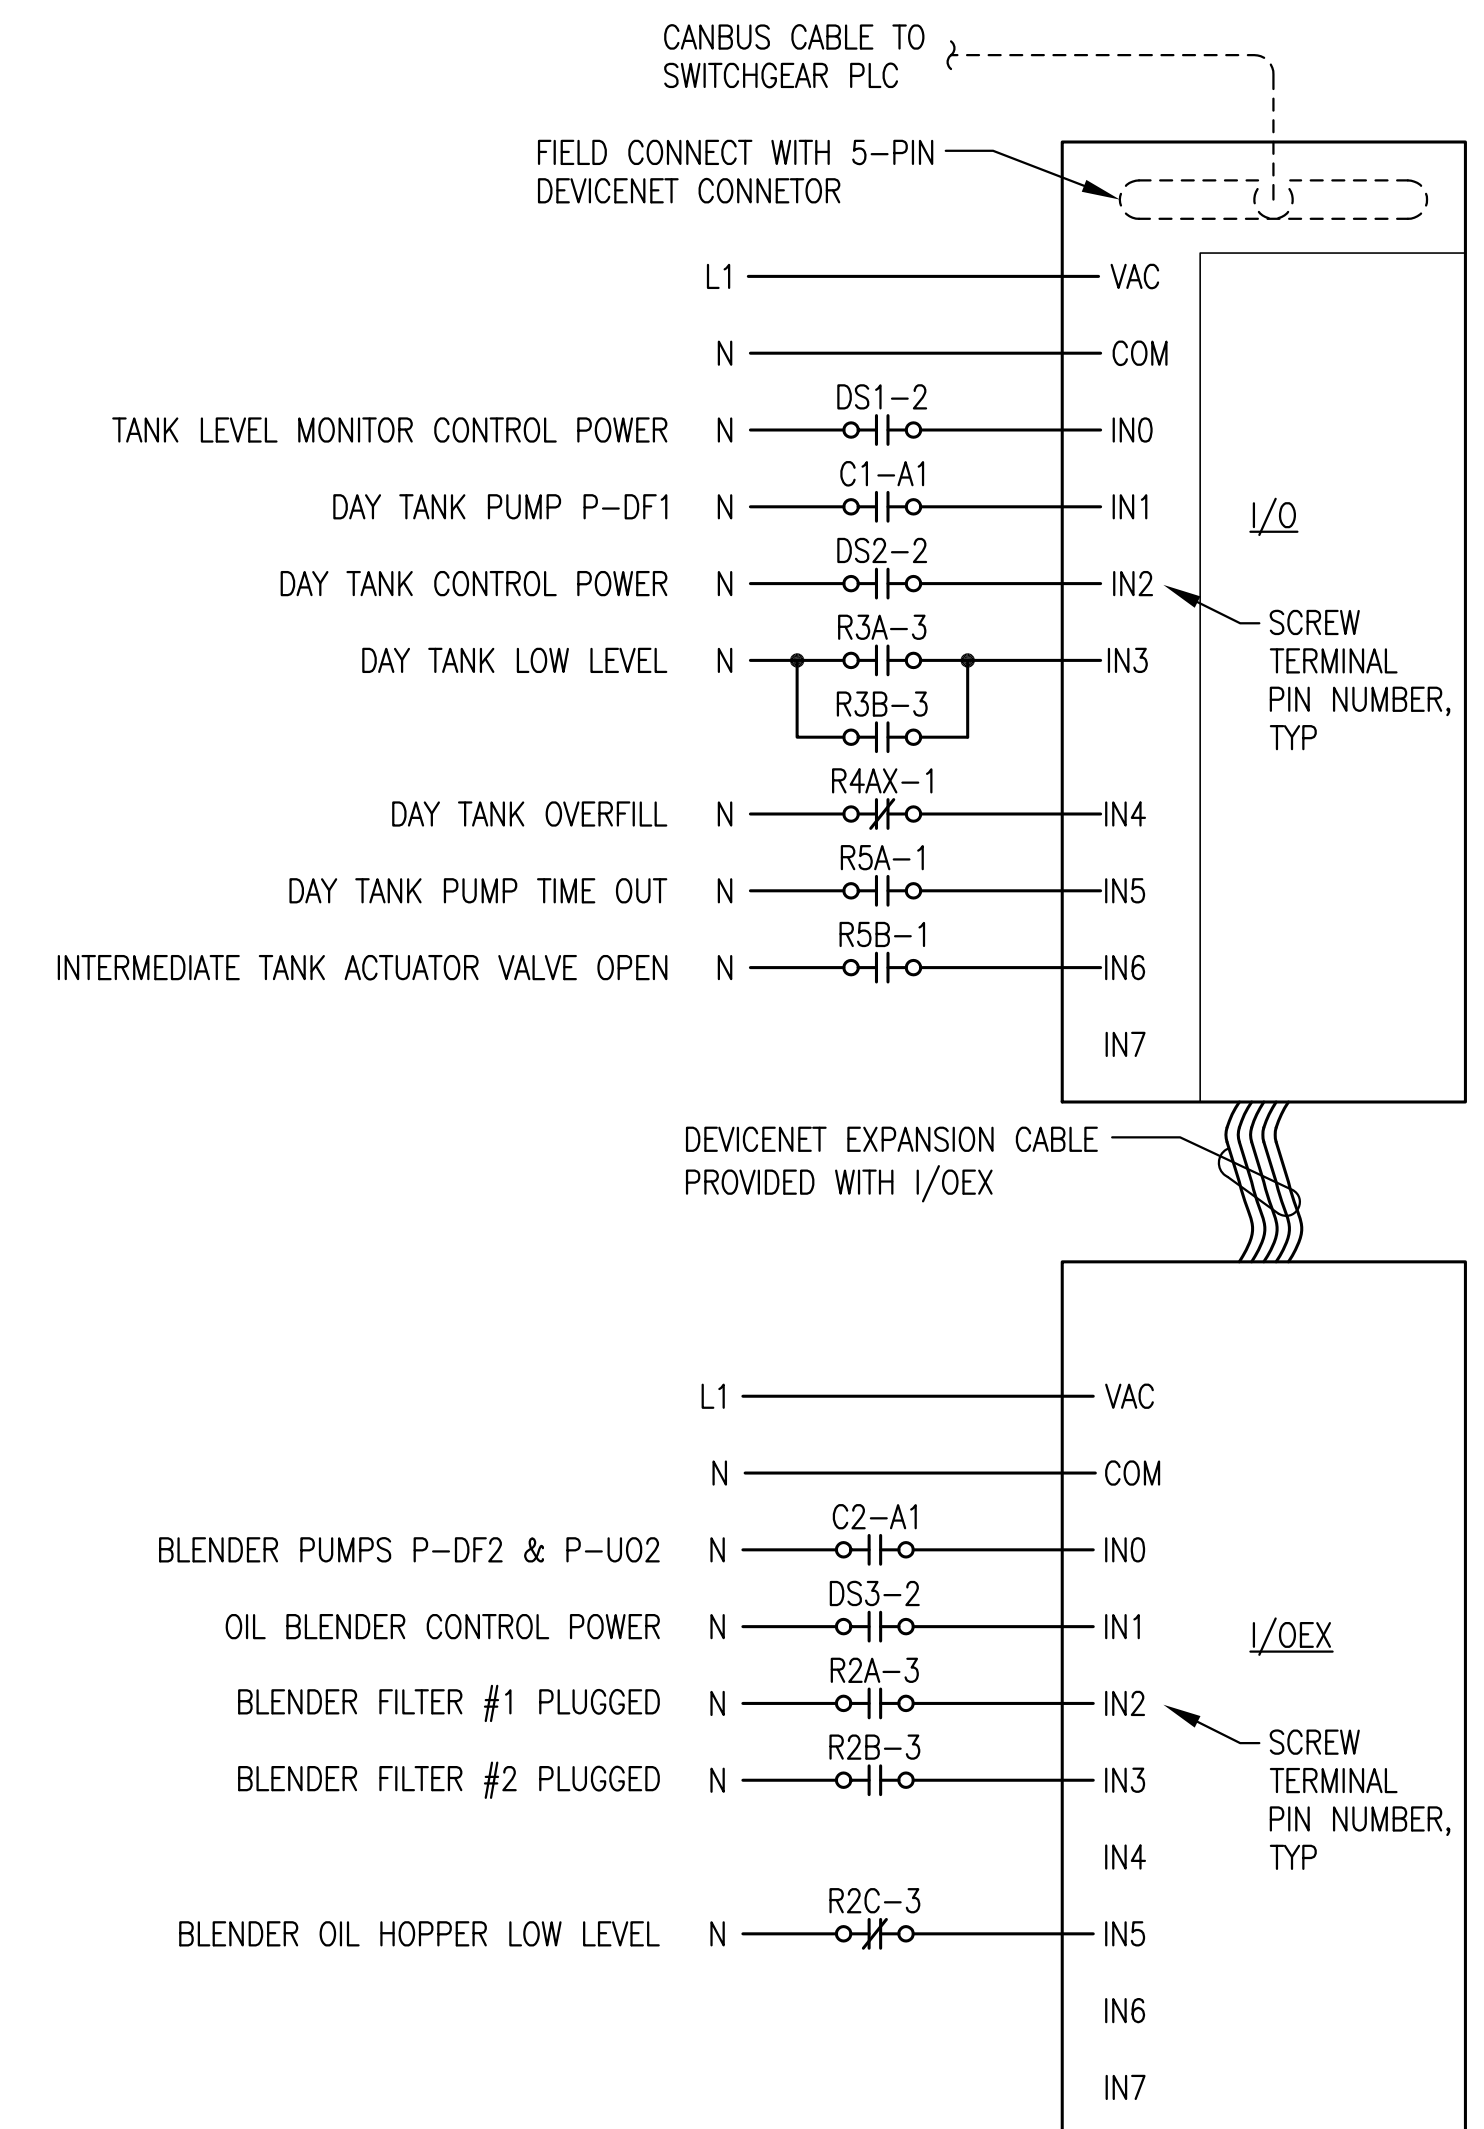 CANBUS CABLE TO
SWITCHGEAR PLC
FIELD CONNECT WITH 5-PIN
DEVICENET CONNETOR
L1 VAC
N COM
DS1-2
TANK LEVEL MONITOR CONTROL POWER N IN0
C1-A1
DAY TANK PUMP P-DF1 N IN1
I/O
DS2-2
DAY TANK CONTROL POWER N IN2
SCREW
TERMINAL
PIN NUMBER,
TYP
R3A-3
DAY TANK LOW LEVEL N IN3
R3B-3
R4AX-1
DAY TANK OVERFILL N IN4
R5A-1
DAY TANK PUMP TIME OUT N IN5
R5B-1
INTERMEDIATE TANK ACTUATOR VALVE OPEN N IN6
IN7
DEVICENET EXPANSION CABLE
PROVIDED WITH I/OEX
L1 VAC
N COM
C2-A1
BLENDER PUMPS P-DF2 & P-UO2 N IN0
DS3-2
OIL BLENDER CONTROL POWER N IN1
I/OEX
R2A-3
BLENDER FILTER #1 PLUGGED N IN2
SCREW
TERMINAL
PIN NUMBER,
TYP
R2B-3
BLENDER FILTER #2 PLUGGED N IN3
IN4
R2C-3
BLENDER OIL HOPPER LOW LEVEL N IN5
IN6
IN7